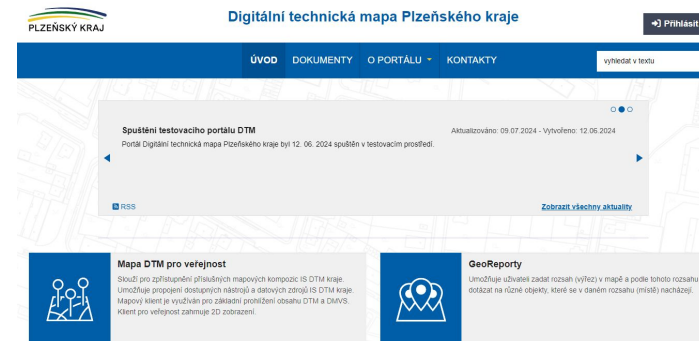 PLZEŇSKÝ KRAJ
Digitální technická mapa Plzeňského kraje
Přihlásit
ÚVOD DOKUMENTY O PORTÁLU KONTAKTY
vyhledat v textu
Spuštění testovacího portálu DTM
Aktualizováno: 09.07.2024 - Vytvořeno: 12.06.2024
Portál Digitální technická mapa Plzeňského kraje byl 12. 06. 2024 spuštěn v testovacím prostředí.
RSS
Zobrazit všechny aktuality
Mapa DTM pro veřejnost
Slouží pro zpřístupnění příslušných mapových kompozic IS DTM kraje.
Umožňuje propojení dostupných nástrojů a datových zdrojů IS DTM kraje.
Mapový klient je využíván pro základní prohlížení obsahu DTM a DMVS.
Klient pro veřejnost zahrnuje 2D zobrazení.
GeoReporty
Umožňuje uživateli zadat rozsah (výřez) v mapě a podle tohoto rozsahu
dotázat na různé objekty, které se v daném rozsahu (místě) nacházejí.